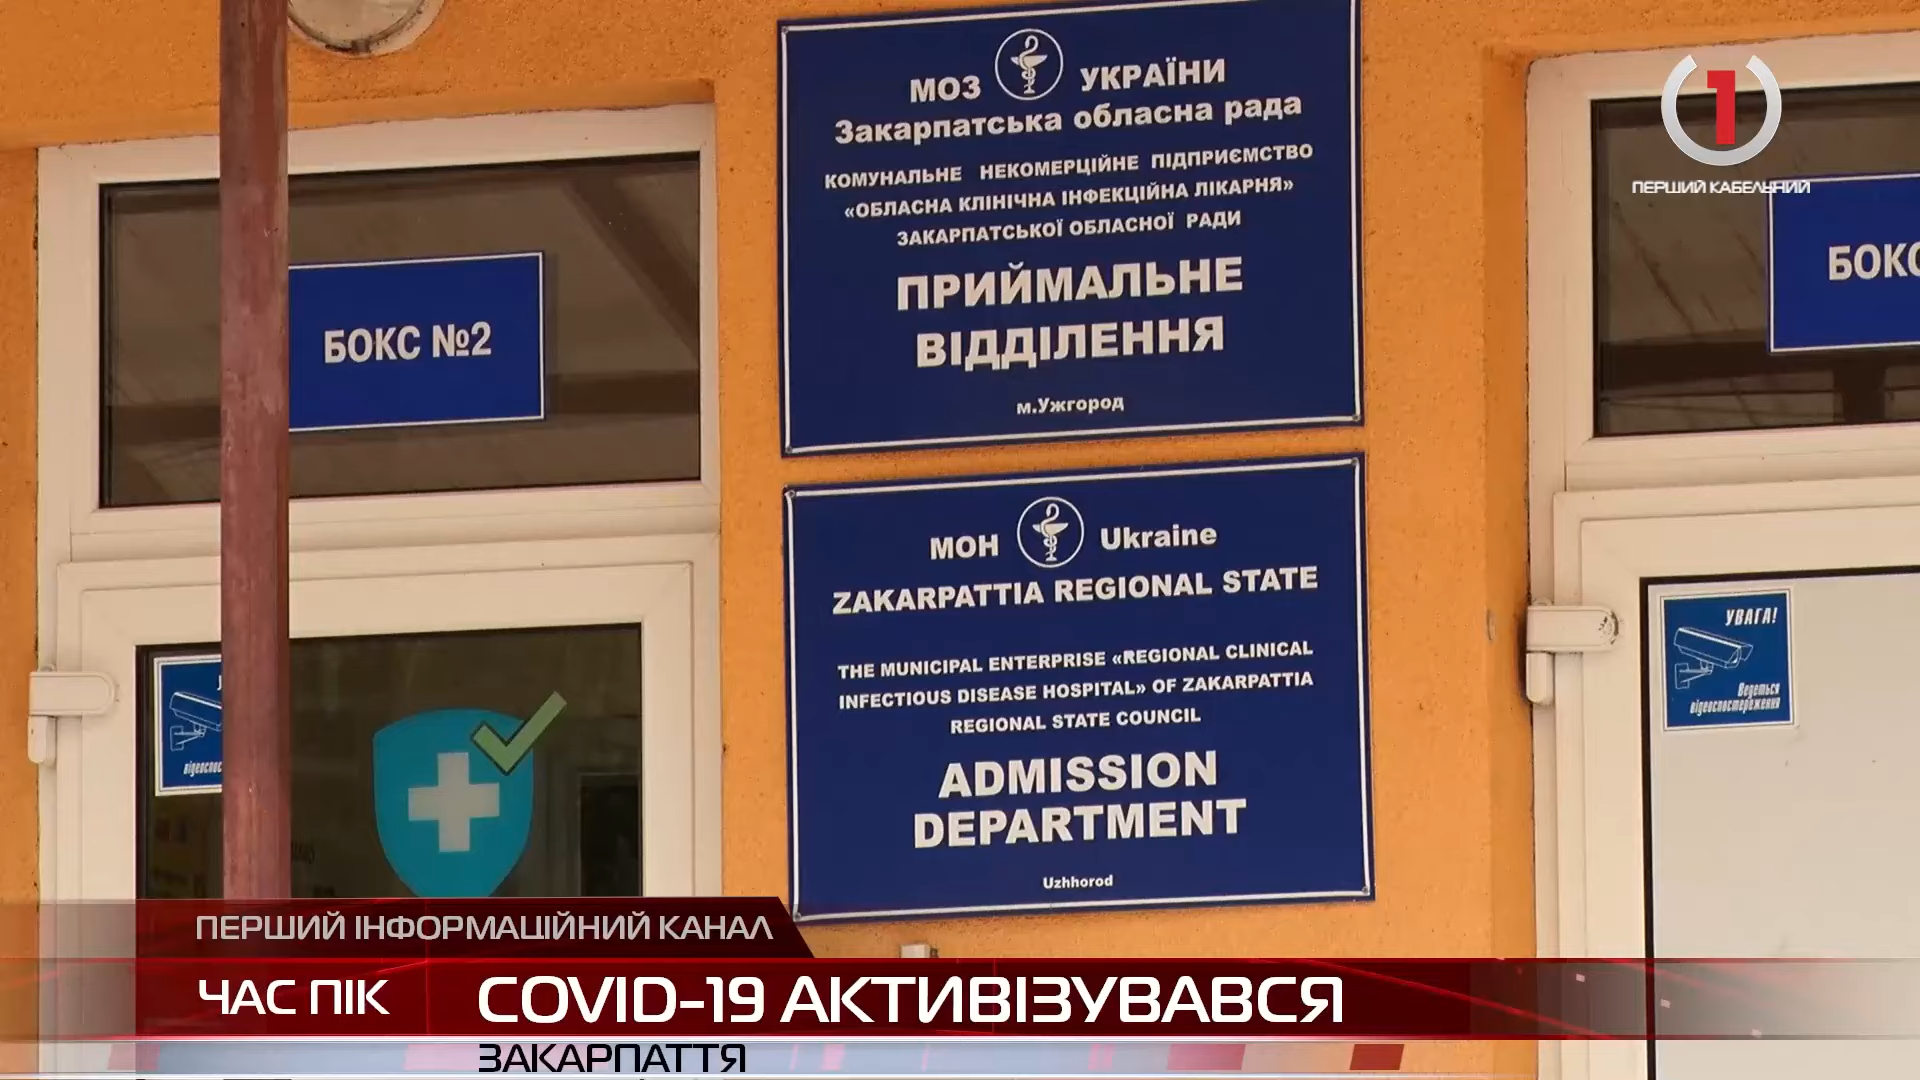 МОЗ УКРАЇНИ
Закарпатська обласна рада
КОМУНАЛЬНЕ НЕКОМЕРЦІЙНЕ ПІДПРИЄМСТВО
«ОБЛАСНА КЛІНІЧНА ІНФЕКЦІЙНА ЛІКАРНЯ»
ЗАКАРПАТСЬКОЇ ОБЛАСНОЇ РАДИ
ПРИЙМАЛЬНЕ
ВІДДІЛЕННЯ
м.Ужгород
1
ПЕРШИЙ КАБЕЛЬНИЙ
БОКС №2
БОКС
MOH Ukraine
ZAKARPATTIA REGIONAL STATE
THE MUNICIPAL ENTERPRISE «REGIONAL CLINICAL
INFECTIOUS DISEASE HOSPITAL» OF ZAKARPATTIA
REGIONAL STATE COUNCIL
ADMISSION
DEPARTMENT
Uzhhorod
УВАГА!
Ведеться
відеоспостереження
ПЕРШИЙ ІНФОРМАЦІЙНИЙ КАНАЛ
ЧАС ПІК
COVID-19 АКТИВІЗУВАВСЯ
ЗАКАРПАТТЯ